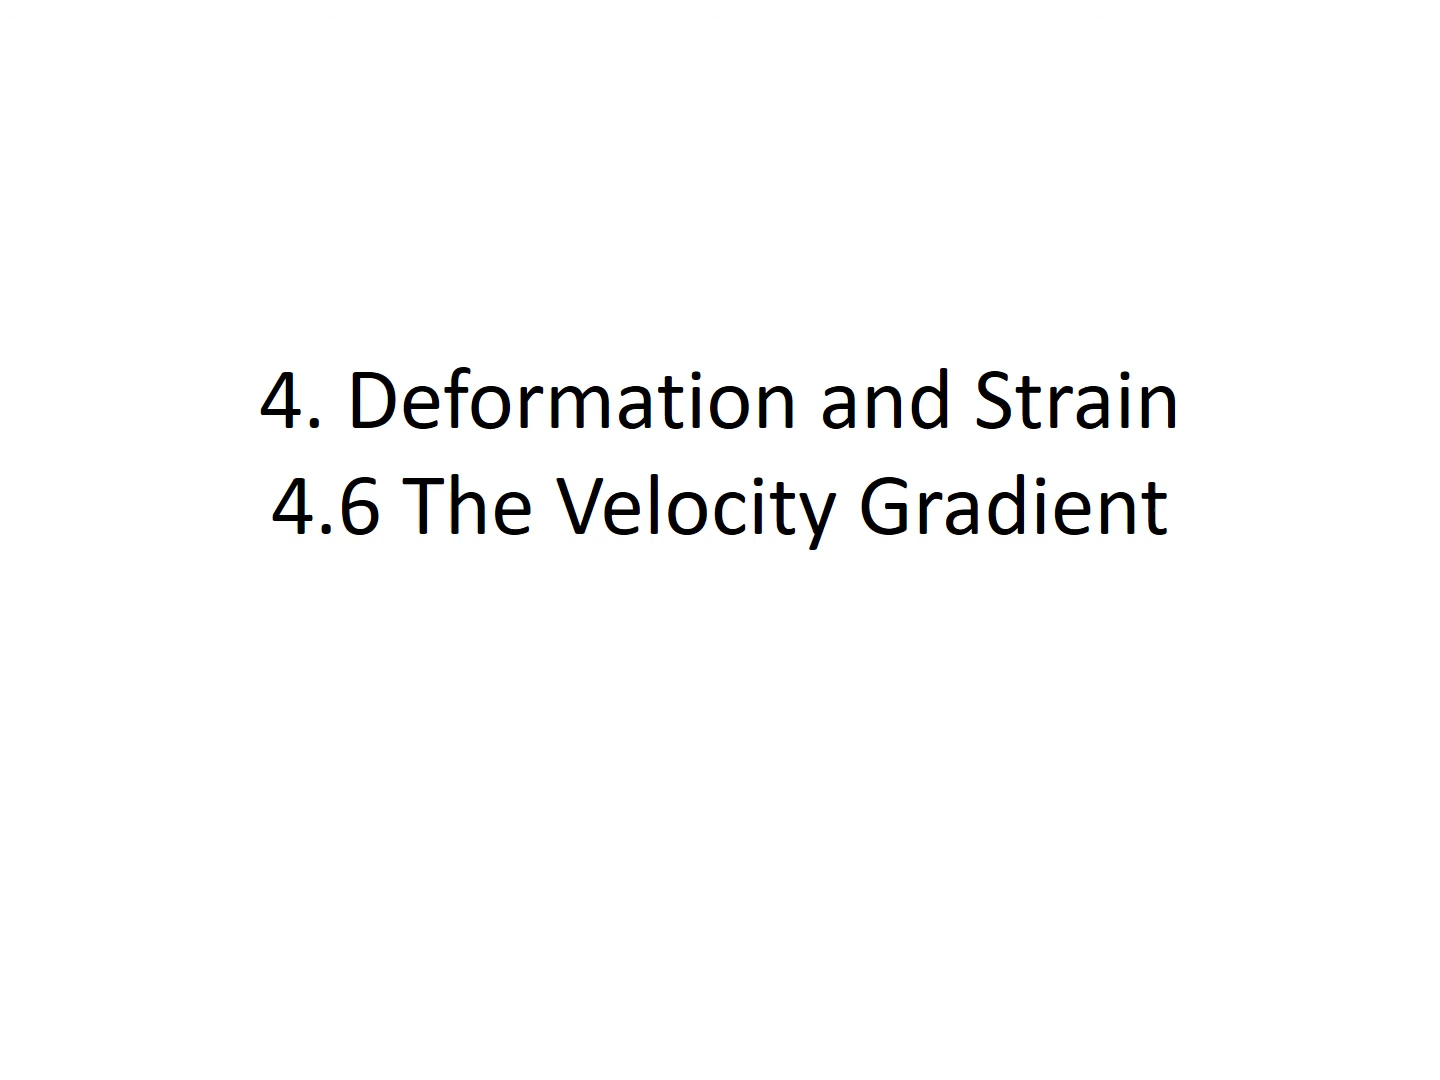 4. Deformation and Strain
4.6 The Velocity Gradient